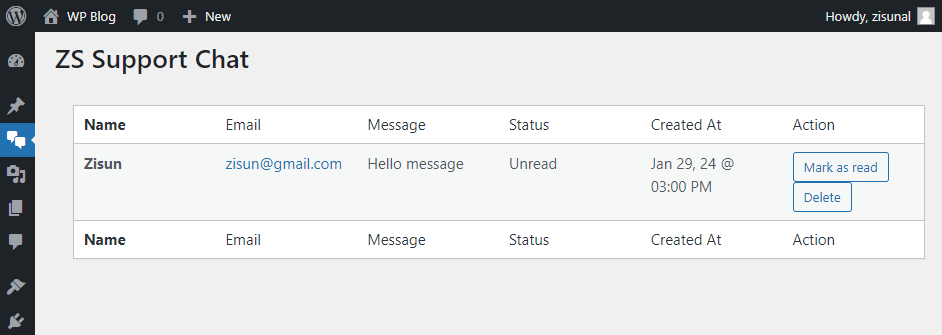 WP Blog 0 New Howdy, zisunal
ZS Support Chat
Name Email Message Status Created At Action
Zisun zisun@gmail.com Hello message Unread Jan 29, 24 @ Mark as read
03:00 PM
Delete
Name Email Message Status Created At Action